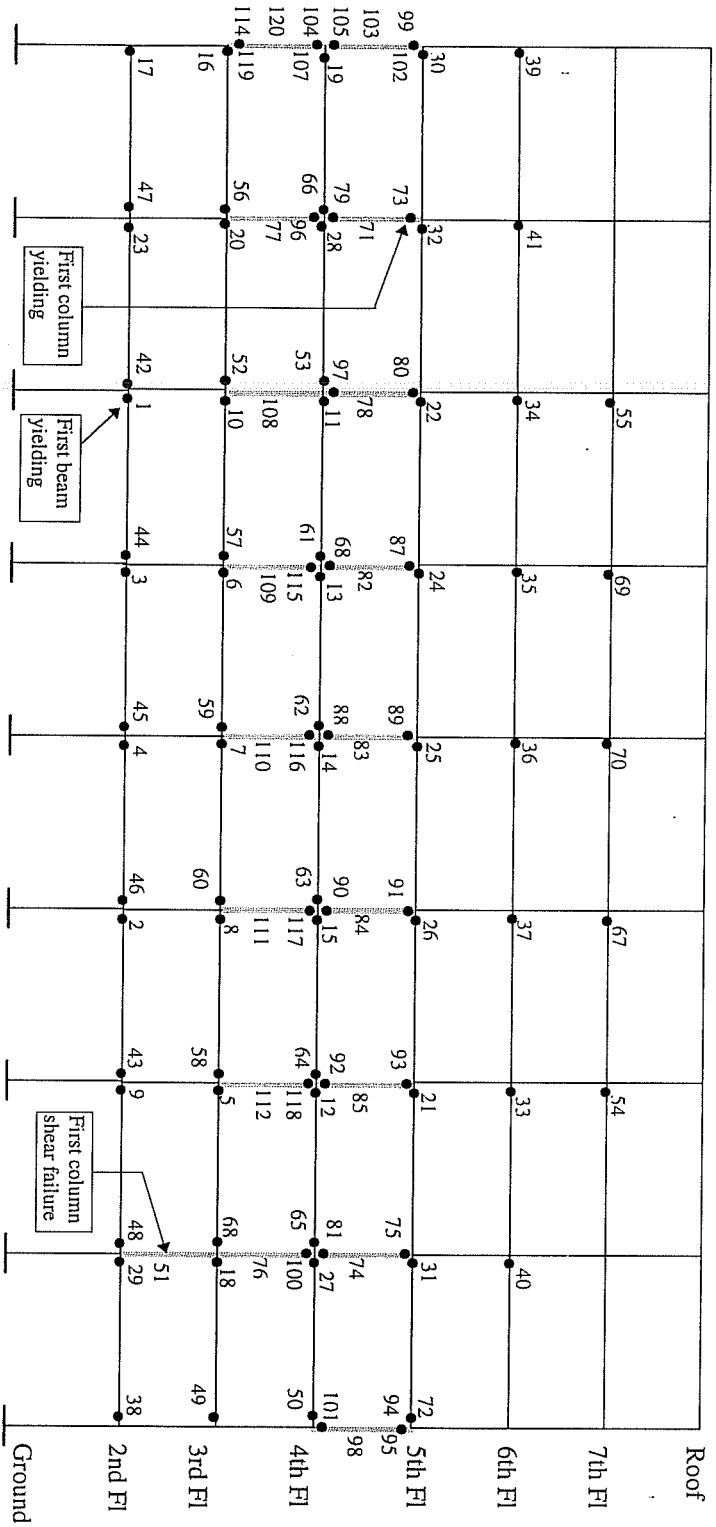 Roof
55 69 70 67 54 7th Fl
39 41 34 35 36 37 33 40 6th Fl
30 32 22 24 25 26 21 31 72 5th Fl
99 102 73 80 87 89 91 93 75 94 95
103 71 78 82 83 84 85 74 98
105 79 97 68 88 90 92 81 101
19 28 11 13 14 15 12 27 50 4th Fl
104 107 66 96 53 61 115 62 116 63 117 64 118 65 100
120 77 108 109 110 111 112 76
114 119 56 52 57 59 60 58 68 49
16 20 10 6 7 8 5 18 3rd Fl
51
47 42 44 45 46 43 48 38
17 23 1 3 4 2 9 29 2nd Fl
First column
yielding
First beam
yielding
First column
shear failure
Ground